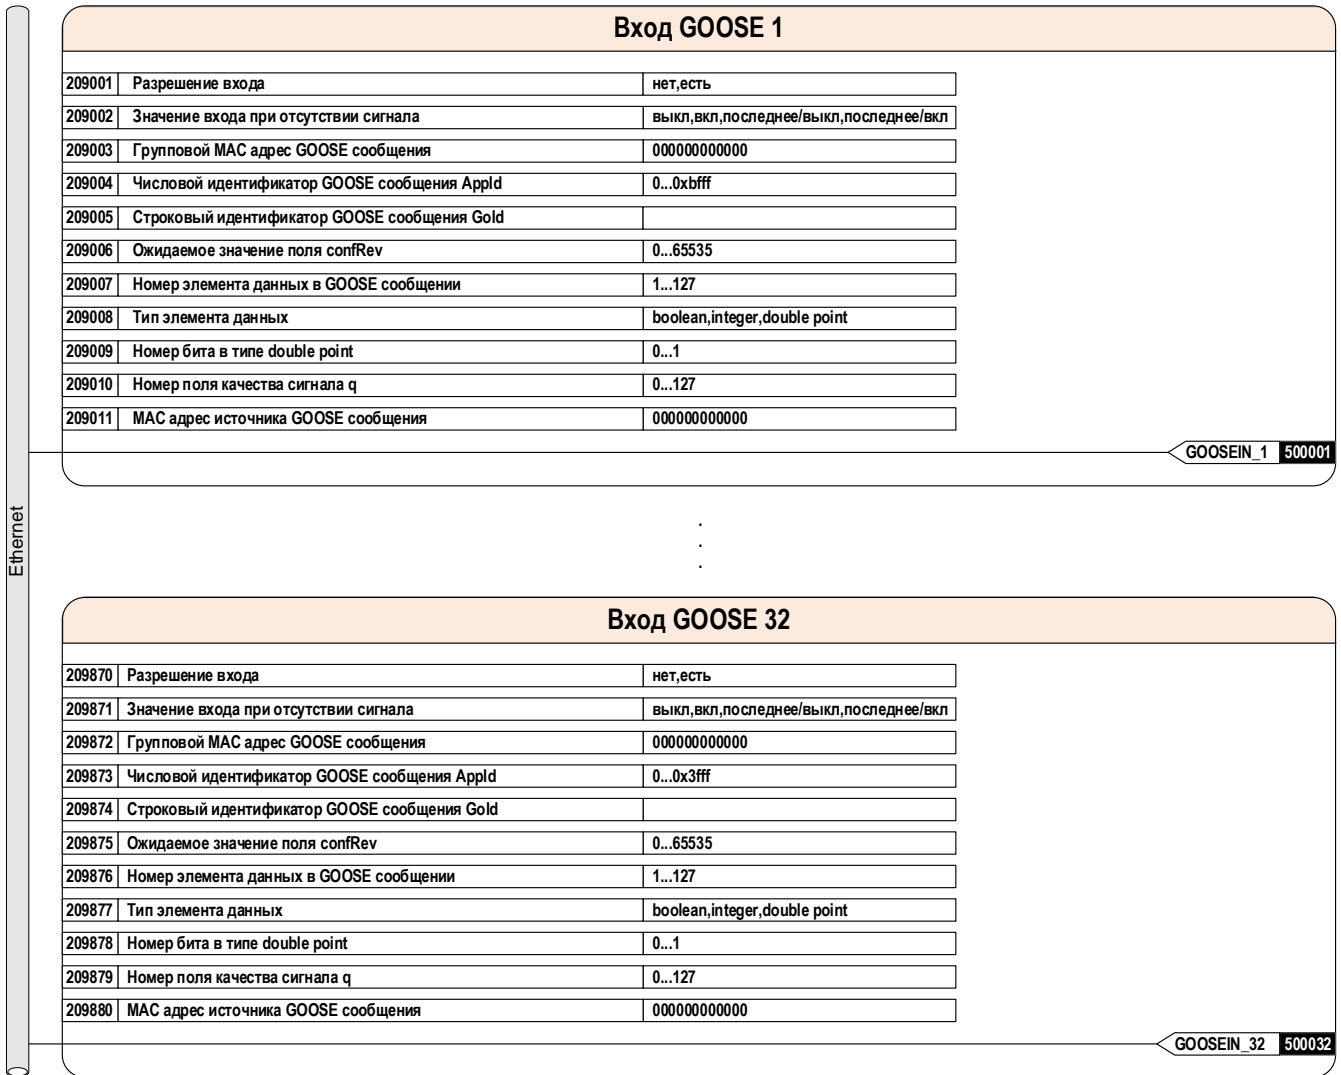 Вход GOOSE 1
209001 Разрешение входа нет,есть
209002 Значение входа при отсутствии сигнала выкл,вкл,последнее/выкл,последнее/вкл
209003 Групповой MAC адрес GOOSE сообщения 000000000000
209004 Числовой идентификатор GOOSE сообщения AppId 0...0xbfff
209005 Строковый идентификатор GOOSE сообщения GoId
209006 Ожидаемое значение поля confRev 0...65535
209007 Номер элемента данных в GOOSE сообщении 1...127
209008 Тип элемента данных boolean,integer,double point
209009 Номер бита в типе double point 0...1
209010 Номер поля качества сигнала q 0...127
209011 MAC адрес источника GOOSE сообщения 000000000000
GOOSEIN_1 500001
Ethernet
.
.
.
Вход GOOSE 32
209870 Разрешение входа нет,есть
209871 Значение входа при отсутствии сигнала выкл,вкл,последнее/выкл,последнее/вкл
209872 Групповой MAC адрес GOOSE сообщения 000000000000
209873 Числовой идентификатор GOOSE сообщения AppId 0...0x3fff
209874 Строковый идентификатор GOOSE сообщения GoId
209875 Ожидаемое значение поля confRev 0...65535
209876 Номер элемента данных в GOOSE сообщении 1...127
209877 Тип элемента данных boolean,integer,double point
209878 Номер бита в типе double point 0...1
209879 Номер поля качества сигнала q 0...127
209880 MAC адрес источника GOOSE сообщения 000000000000
GOOSEIN_32 500032